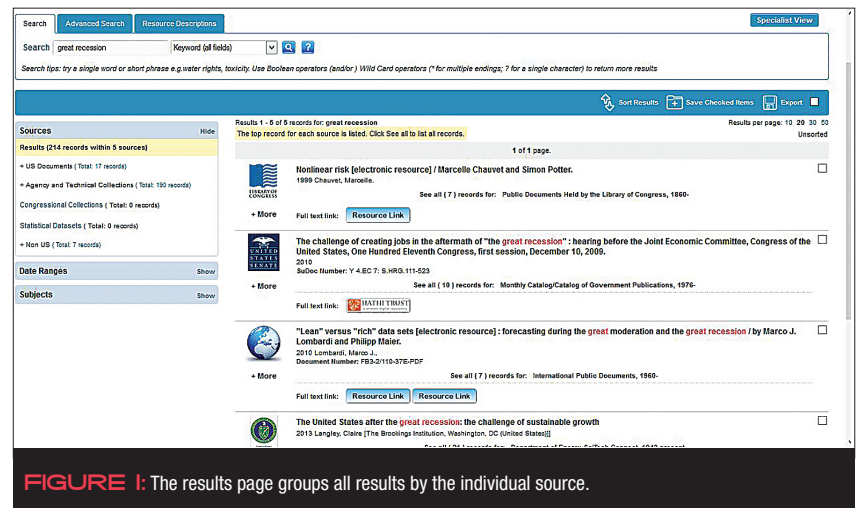 Search Advanced Search Resource Descriptions Specialist View
Search great recession Keyword (all fields) ?
Search tips: try a single word or short phrase e.g.water rights, toxicity. Use Boolean operators (and/or ) Wild Card operators (* for multiple endings; ? for a single character) to return more results
Sort Results Save Checked Items Export
Sources Hide
Results (214 records within 5 sources)
+ US Documents ( Total: 17 records)
+ Agency and Technical Collections ( Total: 190 records)
Congressional Collections ( Total: 0 records)
Statistical Datasets ( Total: 0 records)
+ Non US ( Total: 7 records)
Date Ranges Show
Subjects Show
Results 1 - 5 of 5 records for: great recession Results per page: 10 20 30 50
The top record for each source is listed. Click See all to list all records. Unsorted
1 of 1 page.
LIBRARY OF CONGRESS
Nonlinear risk [electronic resource] / Marcelle Chauvet and Simon Potter.
1999 Chauvet, Marcelle.
See all ( 7 ) records for: Public Documents Held by the Library of Congress, 1860-
+ More Full text link: Resource Link
UNITED STATES SENATE
The challenge of creating jobs in the aftermath of "the great recession" : hearing before the Joint Economic Committee, Congress of the
United States, One Hundred Eleventh Congress, first session, December 10, 2009.
2010
SuDoc Number: Y 4.EC 7: S.HRG.111-523
+ More See all ( 10 ) records for: Monthly Catalog/Catalog of Government Publications, 1976-
Full text link: HATHI TRUST
"Lean" versus "rich" data sets [electronic resource] : forecasting during the great moderation and the great recession / by Marco J.
Lombardi and Philipp Maier.
2010 Lombardi, Marco J.,
Document Number: FB3-2/110-37E-PDF
+ More See all ( 7 ) records for: International Public Documents, 1960-
Full text link: Resource Link Resource Link
The United States after the great recession: the challenge of sustainable growth
2013 Langley, Claire [The Brookings Institution, Washington, DC (United States)]]
FIGURE 1: The results page groups all results by the individual source.